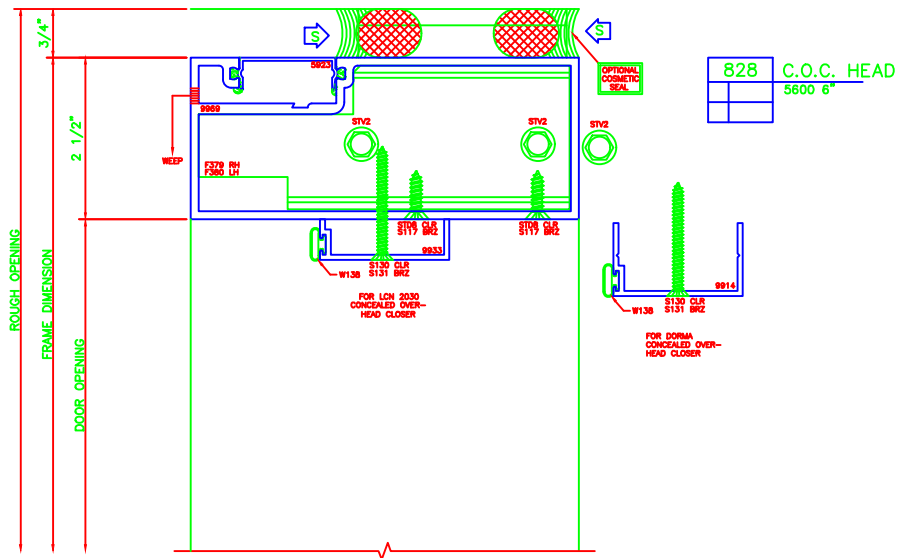 3/4"
S
S
OPTIONAL
COSMETIC
SEAL
828 C.O.C. HEAD
5600 6"
5923
9969
2 1/2"
WEEP
STV2
STV2
STV2
F379 RH
F380 LH
STD8 CLR
S117 BRZ
STD8 CLR
S117 BRZ
9933
S130 CLR
S131 BRZ
W138
FOR LCN 2030
CONCEALED OVER-
HEAD CLOSER
9914
S130 CLR
S131 BRZ
W138
FOR DORMA
CONCEALED OVER-
HEAD CLOSER
ROUGH OPENING
FRAME DIMENSION
DOOR OPENING